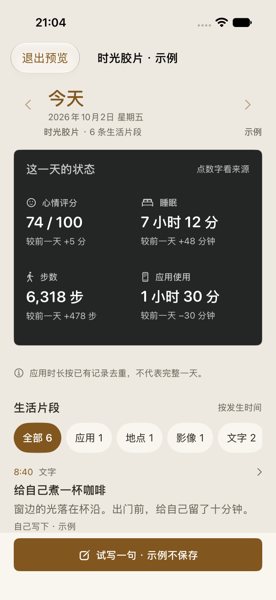 21:04
退出预览
时光胶片 · 示例
今天
2026年10月2日 星期五
时光胶片 · 6 条生活片段
示例
这一天的状态
点数字看来源
心情评分
睡眠
74 / 100
7 小时 12 分
较前一天 +5 分
较前一天 +48 分钟
步数
应用使用
6,318 步
1 小时 30 分
较前一天 +478 步
较前一天 −30 分钟
应用时长按已有记录去重，不代表完整一天。
生活片段
按发生时间
全部 6
应用 1
地点 1
影像 1
文字 2
8:40 文字
给自己煮一杯咖啡
窗边的光落在杯沿。出门前，给自己留了十分钟。
自己写下 · 示例
试写一句 · 示例不保存